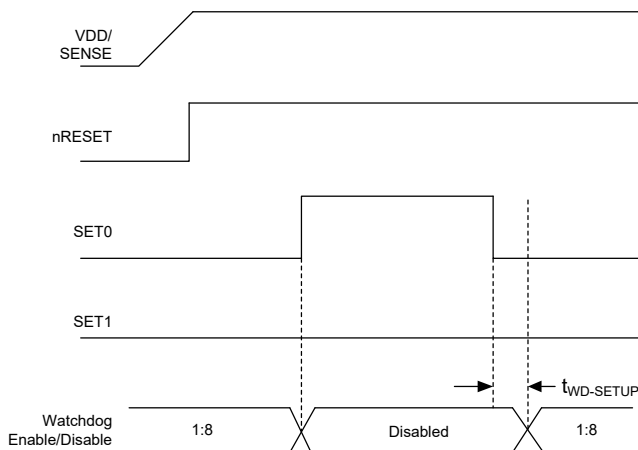 VDD/
SENSE
nRESET
SET0
SET1
tWD-SETUP
Watchdog
Enable/Disable
1:8
Disabled
1:8